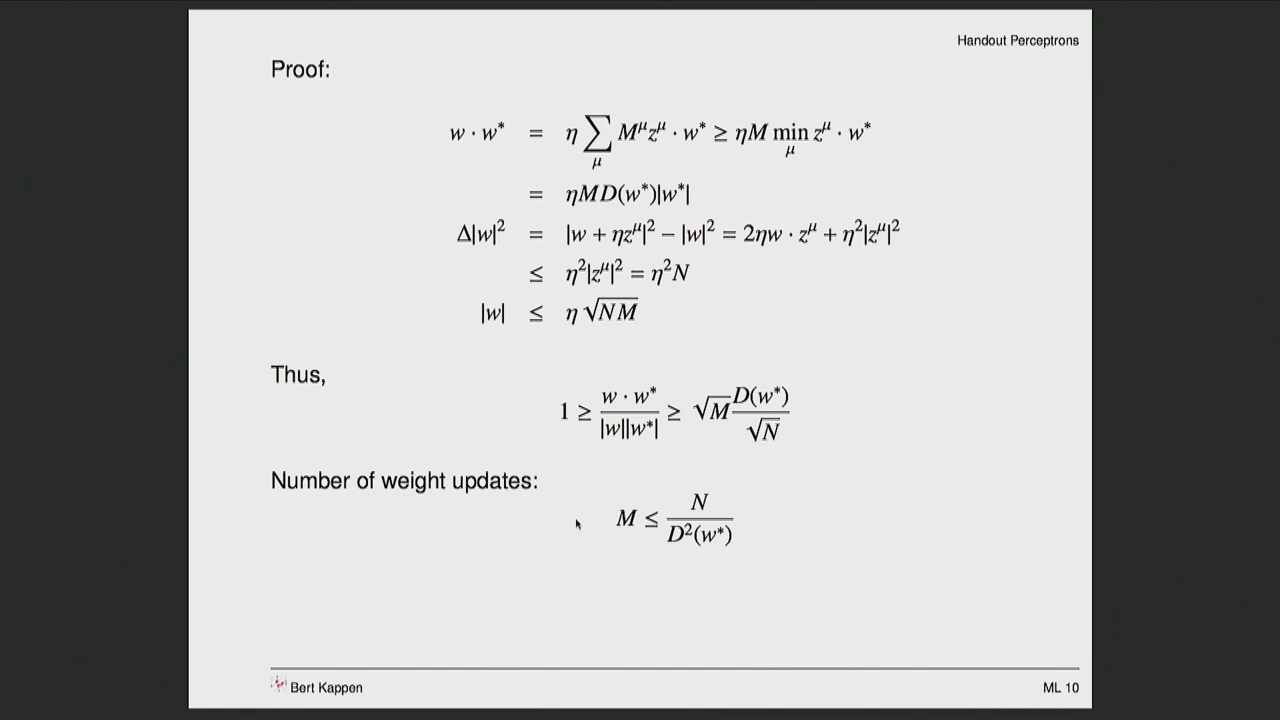 Handout Perceptrons
Proof:
w · w* = η ∑_μ M^μ z^μ · w* ≥ ηM min_μ z^μ · w*
= ηMD(w*)|w*|
Δ|w|² = |w + ηz^μ|² − |w|² = 2ηw · z^μ + η²|z^μ|²
≤ η²|z^μ|² = η²N
|w| ≤ η√(NM)
Thus,
1 ≥ (w · w*)/(|w||w*|) ≥ √M D(w*)/√N
Number of weight updates:
M ≤ N/D²(w*)
Bert Kappen
ML 10